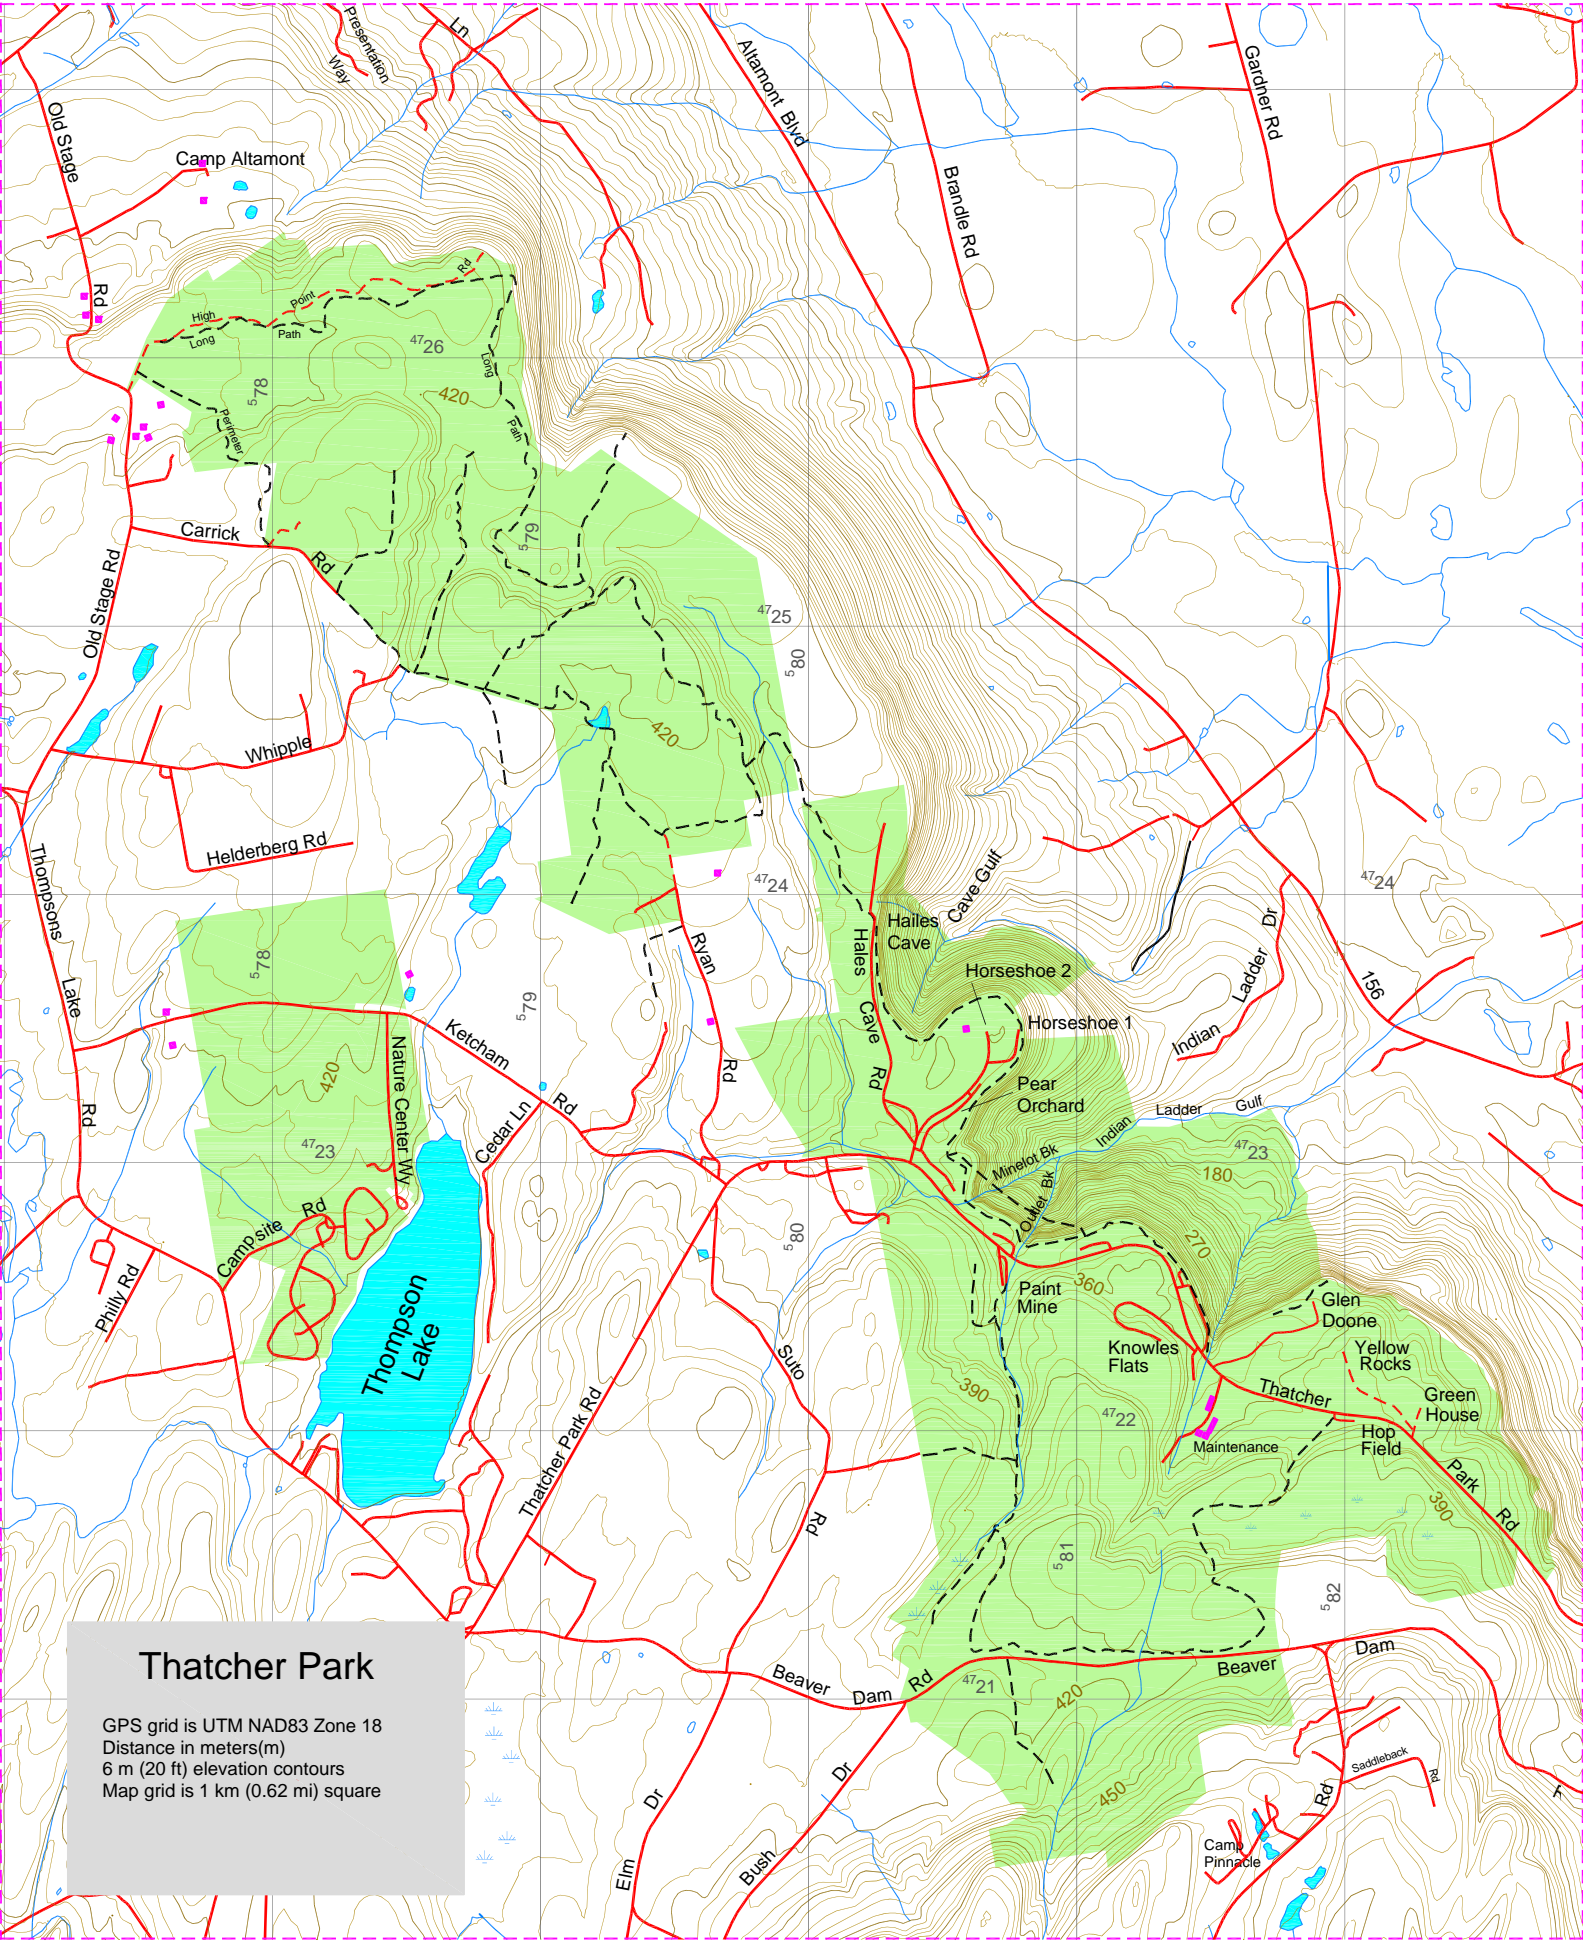 Presentation
Way
Ln
Altamont Blvd
Gardner Rd
Old Stage
Rd
Camp Altamont
Brandle Rd
High
Point
Rd
Long
Path
4726
578
420
Long
Path
Perimeter
Carrick
Rd
579
Old Stage Rd
4725
580
420
Whipple
Helderberg Rd
Thompsons
Lake
Rd
4724
4724
Cave Gulf
Hailes
Cave
Hales
Cave
Rd
Horseshoe 2
Horseshoe 1
Ladder
Dr
Indian
156
578
579
Ryan
Rd
Ketcham
Rd
Nature Center Wy
420
Cedar Ln
Pear
Orchard
Indian
Ladder
Gulf
4723
4723
Minelot Bk
Outlet Bk
180
270
360
Campsite
Rd
Philly Rd
580
Thompson
Lake
Paint
Mine
Glen
Doone
Knowles
Flats
Yellow
Rocks
Suto
Rd
390
Thatcher
Green
House
4722
Hop
Field
Maintenance
Park
Rd
390
Thatcher Park Rd
581
582
Thatcher Park
GPS grid is UTM NAD83 Zone 18
Distance in meters(m)
6 m (20 ft) elevation contours
Map grid is 1 km (0.62 mi) square
Beaver
Dam
Rd
Beaver
Dam
4721
420
450
Elm
Dr
Bush
Dr
Saddleback
Rd
Rd
Camp
Pinnacle